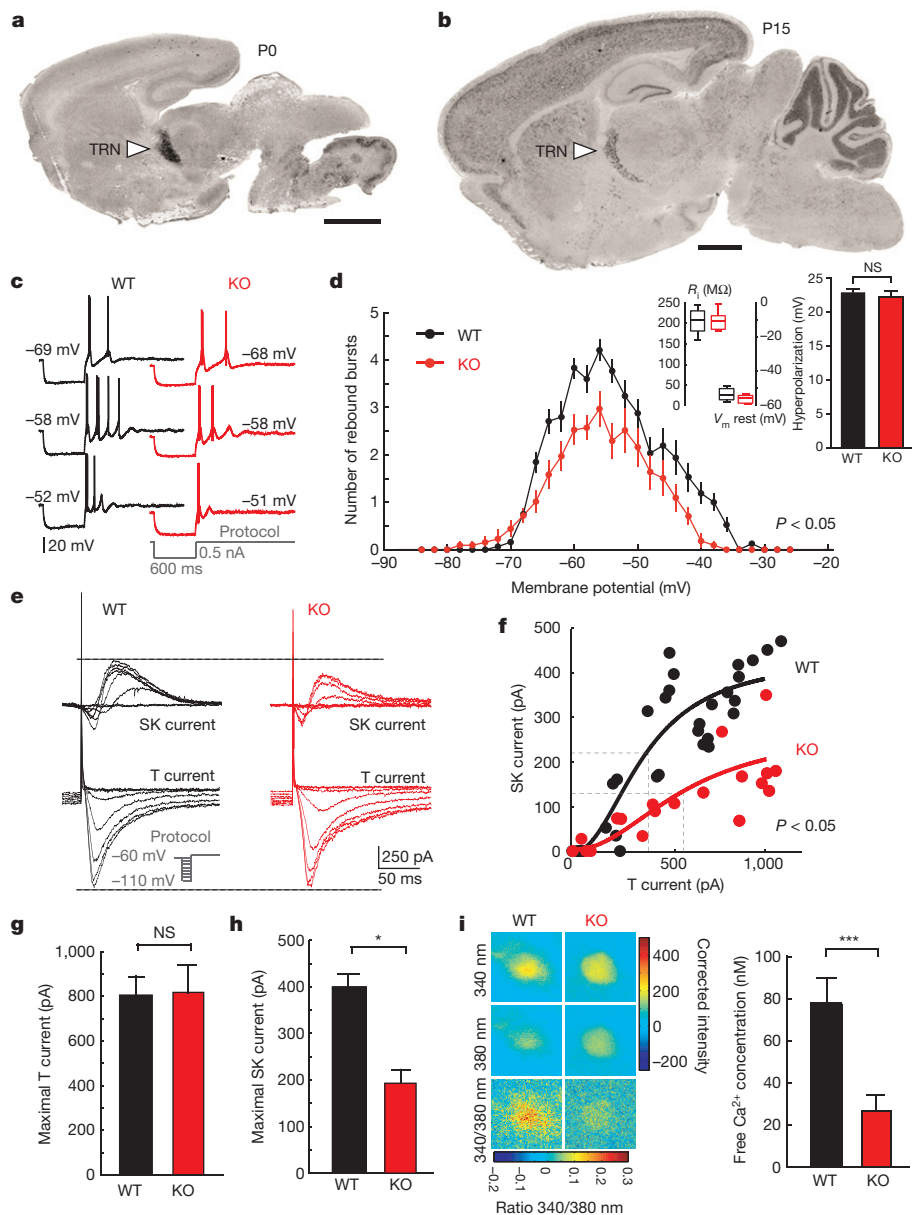 a
P0
TRN
b
P15
TRN
c
WT
KO
–69 mV
–68 mV
–58 mV
–58 mV
–52 mV
–51 mV
20 mV
Protocol
0.5 nA
600 ms
d
WT
KO
Number of rebound bursts
5
4
3
2
1
0
–90
–80
–70
–60
–50
–40
–30
–20
Membrane potential (mV)
P < 0.05
Ri (MΩ)
250
200
150
100
50
0
0
–20
–40
–60
Vm rest (mV)
NS
Hyperpolarization (mV)
25
20
15
10
5
0
WT
KO
e
WT
KO
SK current
SK current
T current
T current
Protocol
–60 mV
–110 mV
250 pA
50 ms
f
SK current (pA)
500
400
300
200
100
0
0
500
1,000
T current (pA)
WT
KO
P < 0.05
g
NS
Maximal T current (pA)
1,000
800
600
400
200
0
WT
KO
h
*
Maximal SK current (pA)
500
400
300
200
100
0
WT
KO
i
WT
KO
340 nm
380 nm
340/380 nm
400
200
0
–200
Corrected intensity
–0.2
–0.1
0
0.1
0.2
0.3
Ratio 340/380 nm
***
Free Ca2+ concentration (nM)
100
80
60
40
20
0
WT
KO